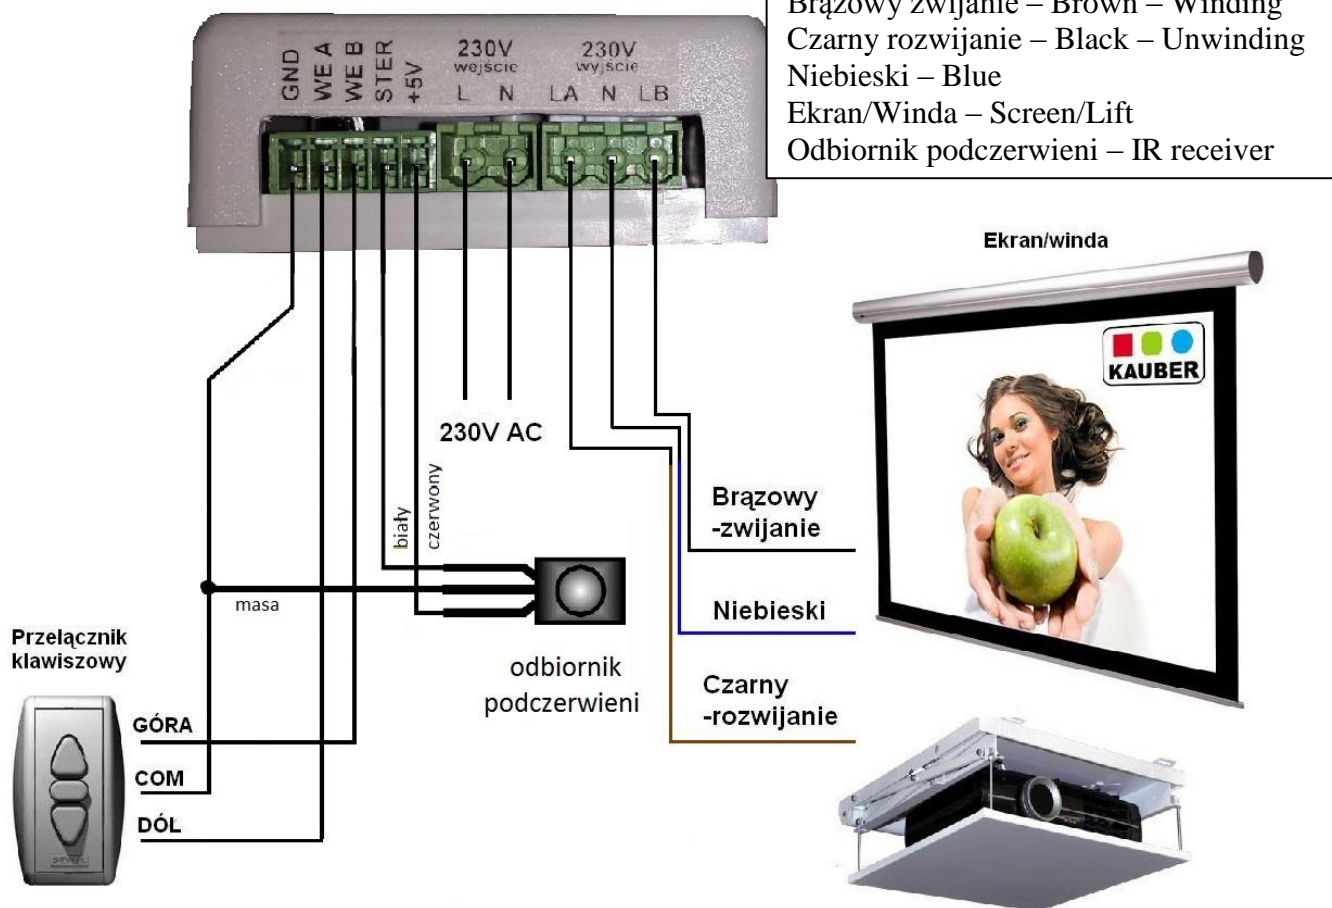 Brązowy zwijanie – Brown – Winding
Czarny rozwijanie – Black – Unwinding
Niebieski – Blue
Ekran/Winda – Screen/Lift
Odbiornik podczerwieni – IR receiver
GND
WE A
WE B
STER
+5V
230V
wejście
L N
230V
wyjście
LA N LB
Ekran/winda
KAUBER
230V AC
biały
czerwony
Brązowy
-zwijanie
masa
Niebieski
Przełącznik
klawiszowy
odbiornik
podczerwieni
Czarny
-rozwijanie
GÓRA
COM
DÓL